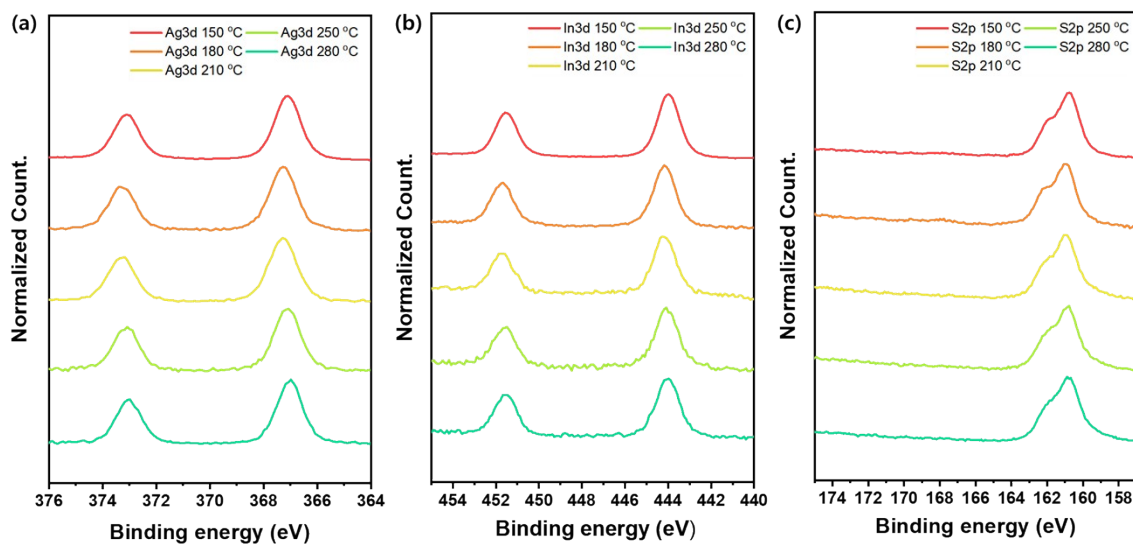 (a)
Ag3d 150 °C Ag3d 250 °C
Ag3d 180 °C Ag3d 280 °C
Ag3d 210 °C
Normalized Count.
376 374 372 370 368 366 364
Binding energy (eV)
(b)
In3d 150 °C In3d 250 °C
In3d 180 °C In3d 280 °C
In3d 210 °C
Normalized Count.
454 452 450 448 446 444 442 440
Binding energy (eV)
(c)
S2p 150 °C S2p 250 °C
S2p 180 °C S2p 280 °C
S2p 210 °C
Normalized Count.
174 172 170 168 166 164 162 160 158
Binding energy (eV)